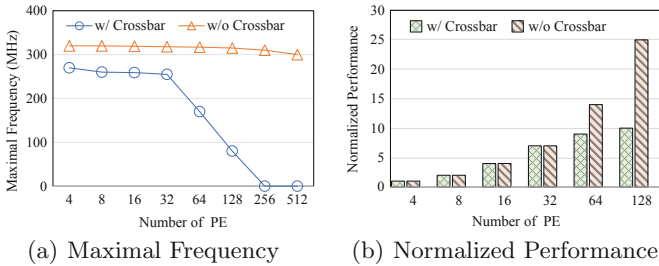 w/ Crossbar
w/o Crossbar
Maximal Frequency (MHz)
400
300
200
100
0
4 8 16 32 64 128 256 512
Number of PE
(a) Maximal Frequency
w/ Crossbar
w/o Crossbar
Normalized Performance
30
25
20
15
10
5
0
4 8 16 32 64 128
Number of PE
(b) Normalized Performance